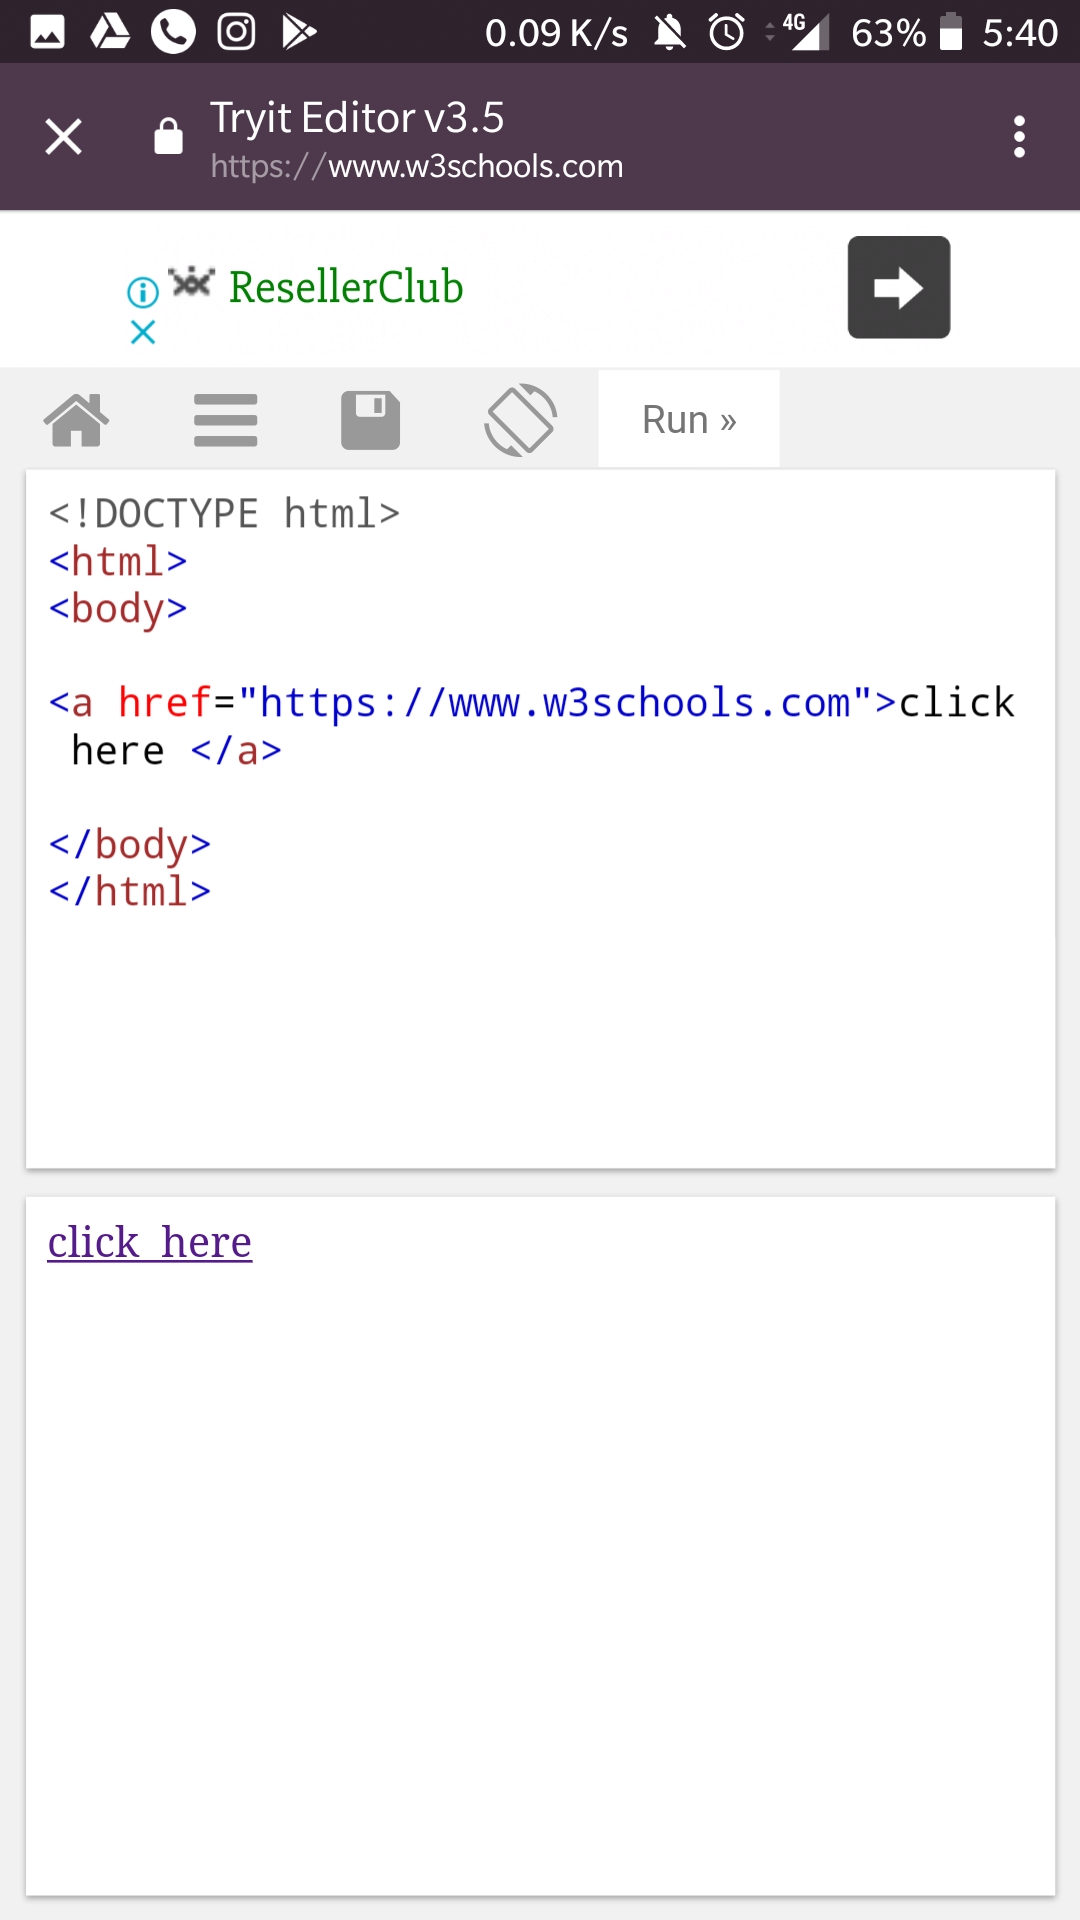 0.09 K/s 4G 63% 5:40
Tryit Editor v3.5
https://www.w3schools.com
ResellerClub
Run »
<!DOCTYPE html>
<html>
<body>
<a href="https://www.w3schools.com">click
here </a>
</body>
</html>
click here